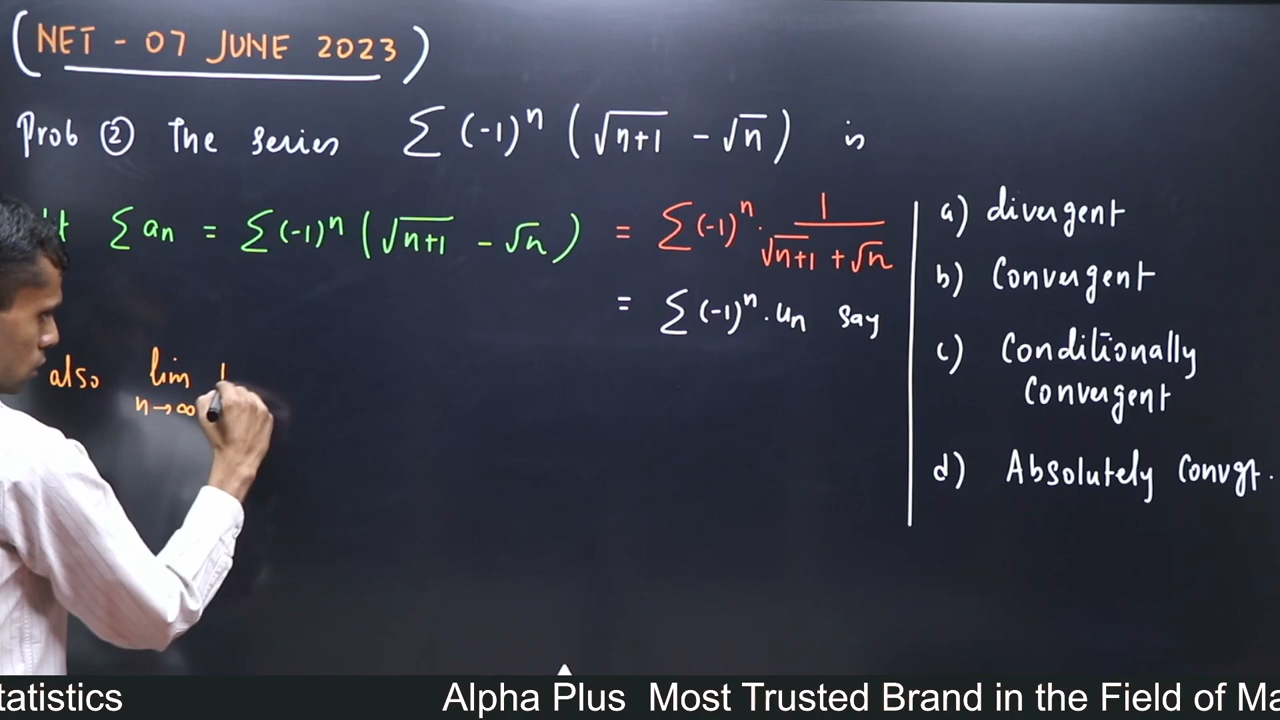 (NET - 07 JUNE 2023)
Prob ② The series ∑ (-1)ⁿ (√n+1 - √n) is
∑ an = ∑(-1)ⁿ (√n+1 - √n) = ∑(-1)ⁿ. 1/(√n+1 + √n)
= ∑(-1)ⁿ. un say
also lim n→∞
a) divergent
b) Convergent
c) Conditionally
Convergent
d) Absolutely Convgt.
tatistics Alpha Plus Most Trusted Brand in the Field of Ma